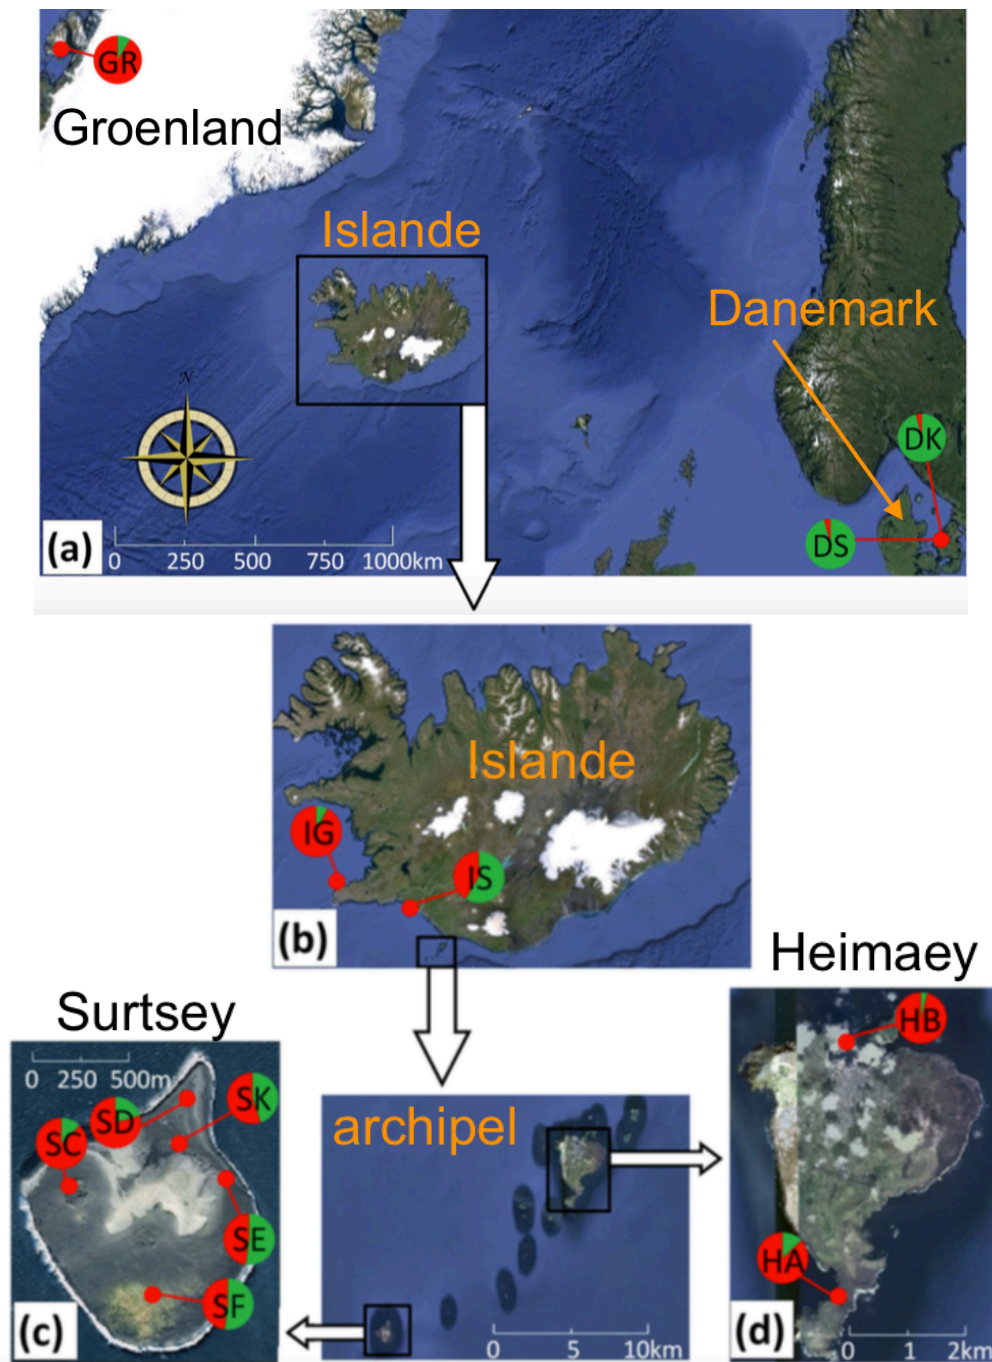 GR
Groenland
Islande
Danemark
N
DK
DS
(a)
0 250 500 750 1000km
Islande
IG
IS
(b)
Heimaey
Surtsey
0 250 500m
SK
SD
SC
SE
SF
(c)
archipel
0 5 10km
HB
HA
(d)
0 1 2km